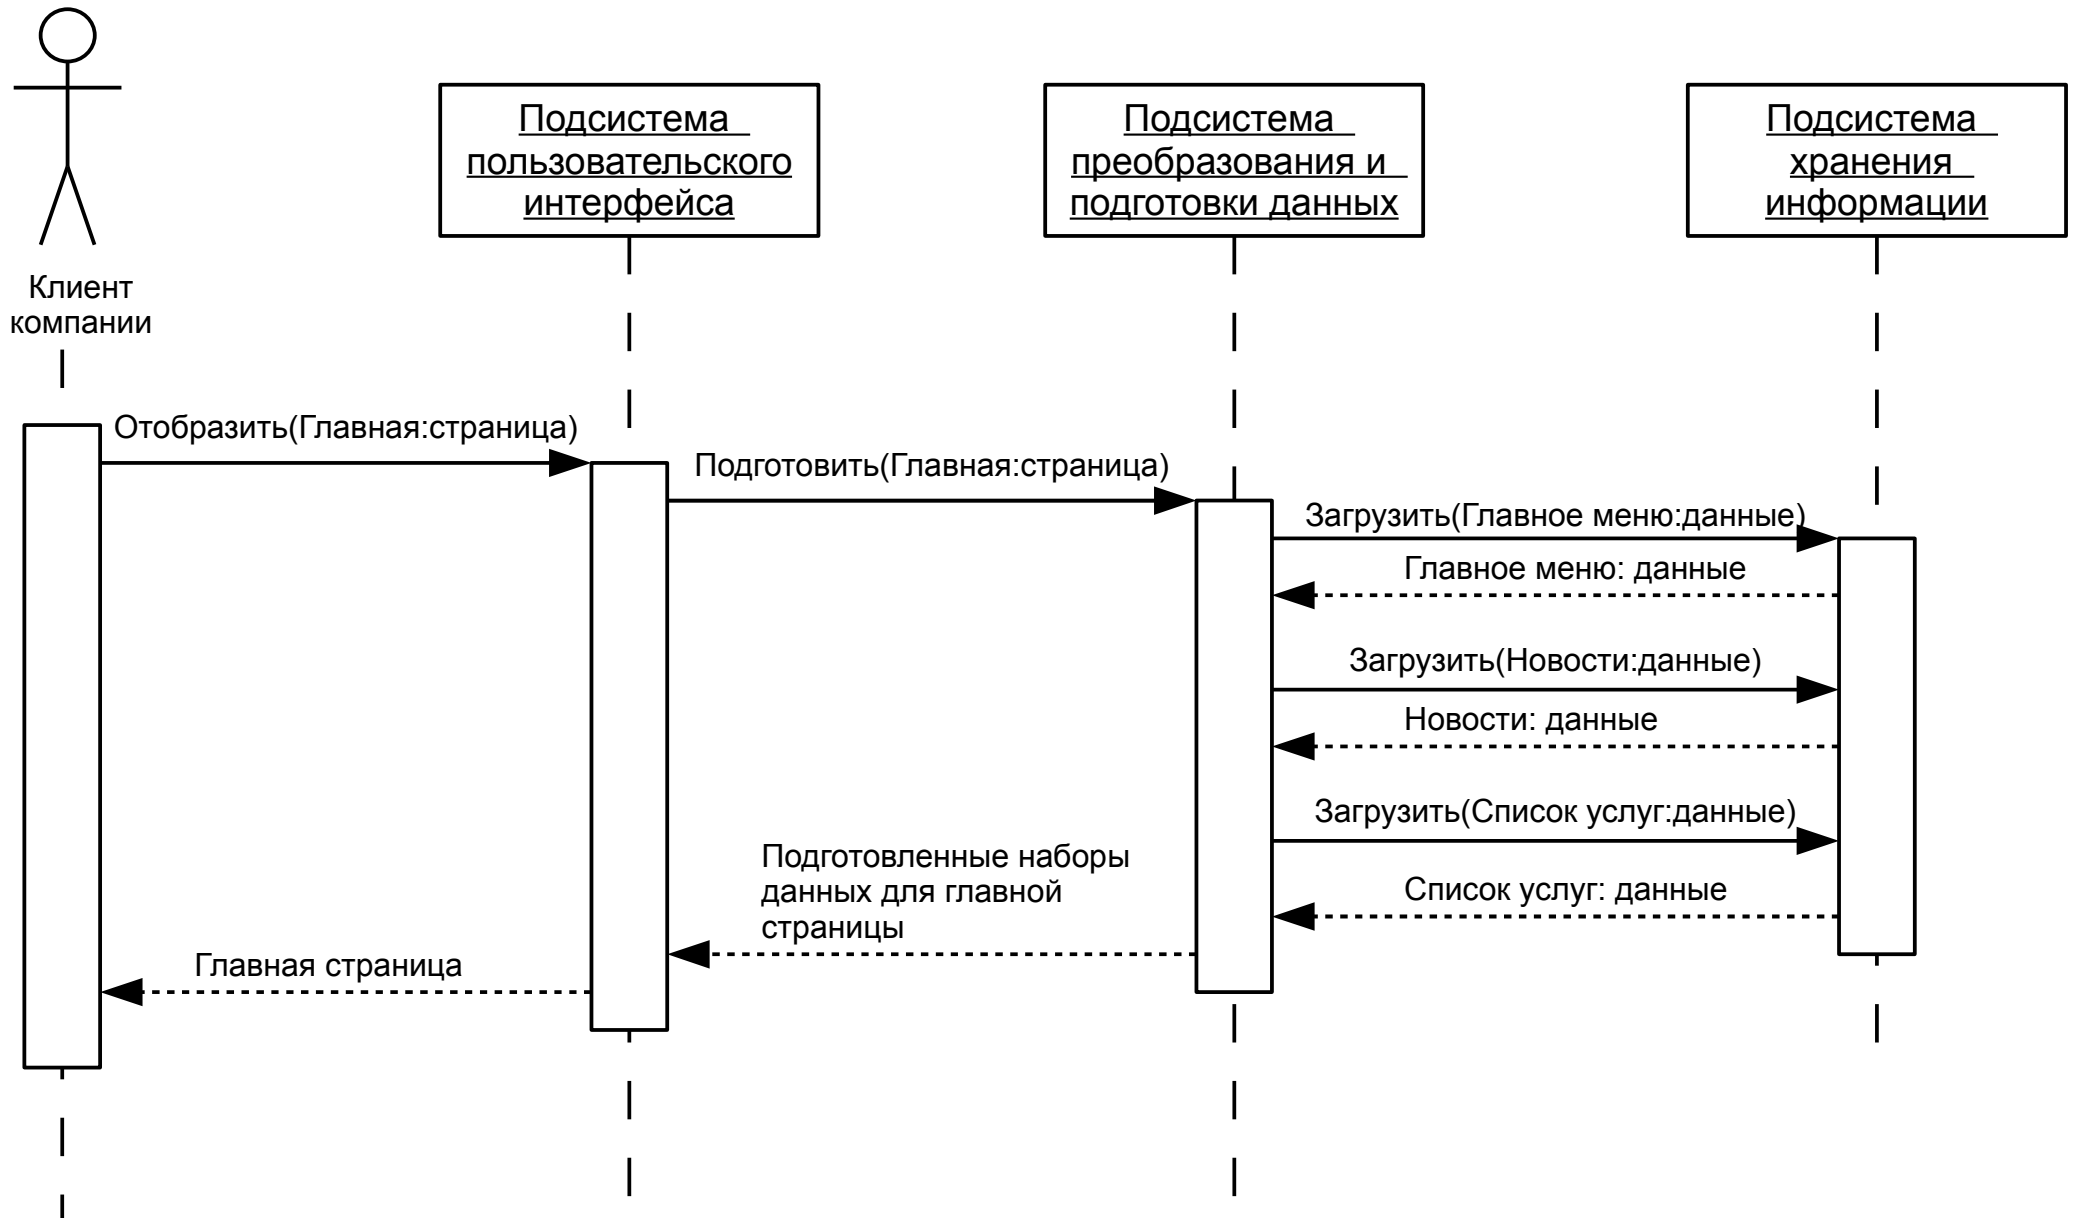 Подсистема
пользовательского
интерфейса
Подсистема
преобразования и
подготовки данных
Подсистема
хранения
информации
Клиент
компании
Отобразить(Главная:страница)
Подготовить(Главная:страница)
Загрузить(Главное меню:данные)
Главное меню: данные
Загрузить(Новости:данные)
Новости: данные
Загрузить(Список услуг:данные)
Подготовленные наборы
данных для главной
страницы
Список услуг: данные
Главная страница